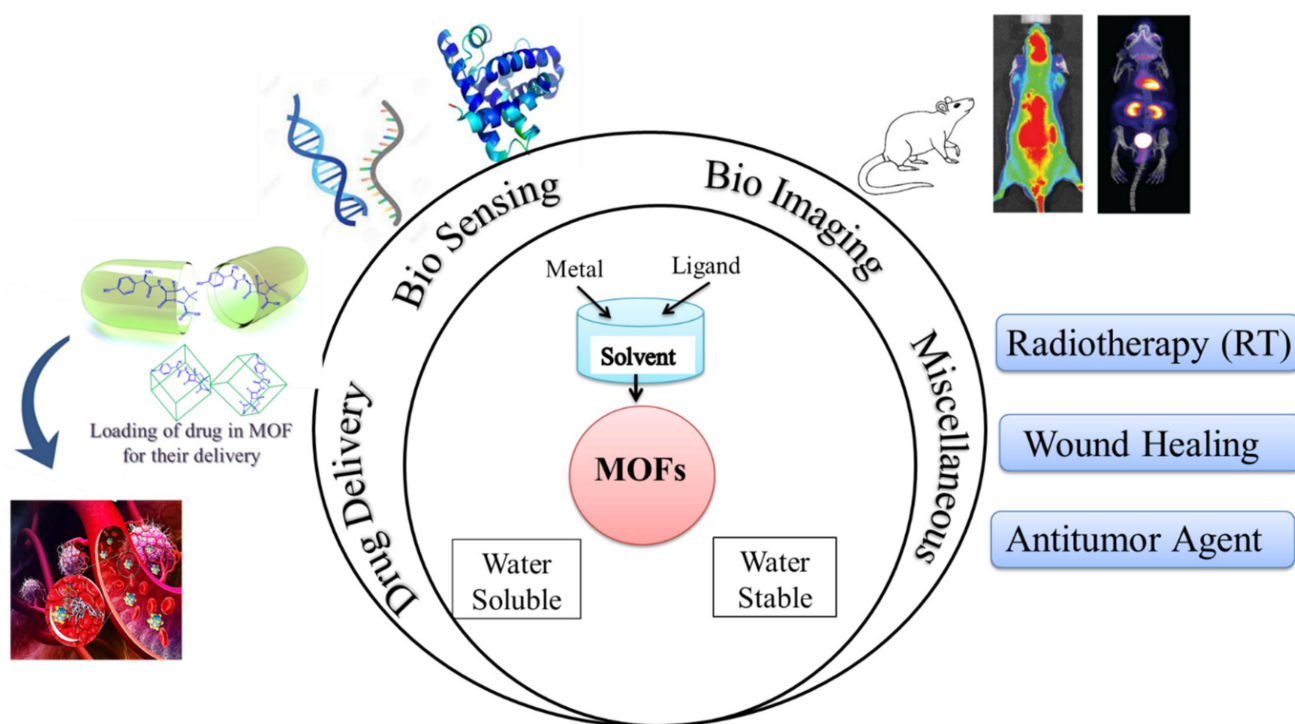 Bio Sensing
Bio Imaging
Drug Delivery
Miscellaneous
Metal
Ligand
Solvent
MOFs
Water
Soluble
Water
Stable
Loading of drug in MOF
for their delivery
Radiotherapy (RT)
Wound Healing
Antitumor Agent